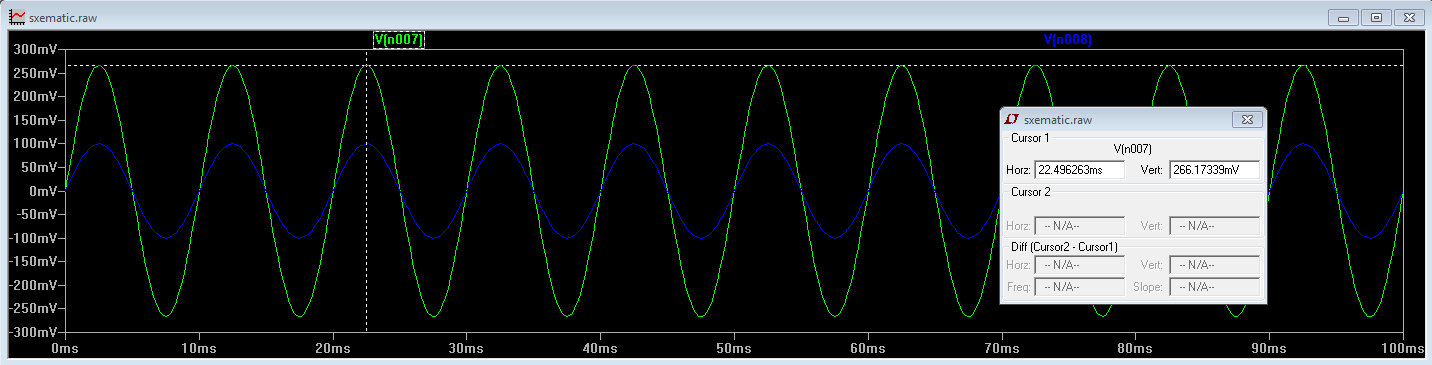 sxematic.raw
V(n007) V(n008)
300mV
250mV
200mV
150mV
100mV
50mV
0mV
-50mV
-100mV
-150mV
-200mV
-250mV
-300mV
0ms 10ms 20ms 30ms 40ms 50ms 60ms 70ms 80ms 90ms 100ms
sxematic.raw
Cursor 1
V(n007)
Horz: 22.496263ms Vert: 266.17339mV
Cursor 2
Horz: -- N/A-- Vert: -- N/A--
Diff (Cursor2 - Cursor1)
Horz: -- N/A-- Vert: -- N/A--
Freq: -- N/A-- Slope: -- N/A--